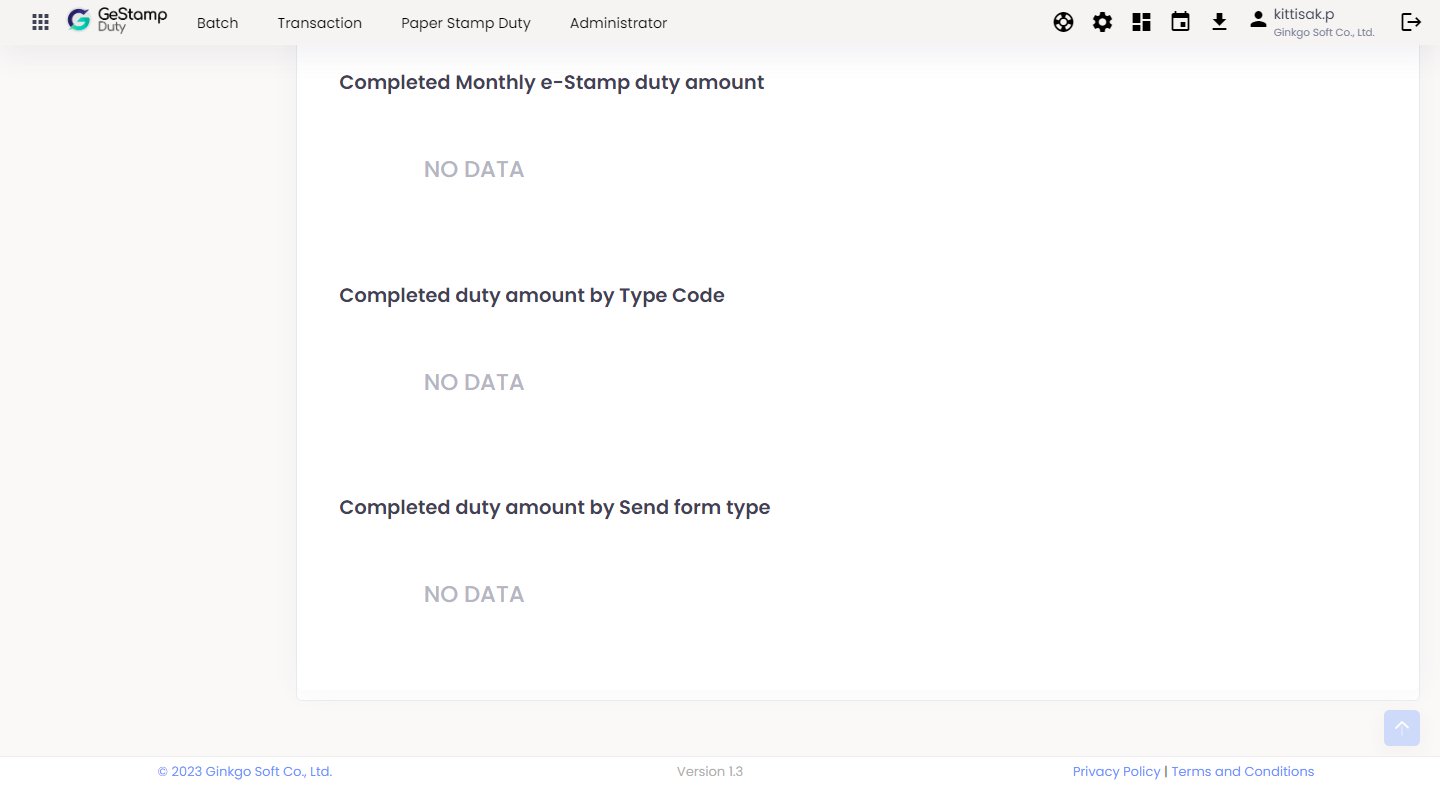 GeStamp
Duty
Batch
Transaction
Paper Stamp Duty
Administrator
kittisak.p
Ginkgo Soft Co., Ltd.
Completed Monthly e-Stamp duty amount
NO DATA
Completed duty amount by Type Code
NO DATA
Completed duty amount by Send form type
NO DATA
© 2023 Ginkgo Soft Co., Ltd.
Version 1.3
Privacy Policy | Terms and Conditions